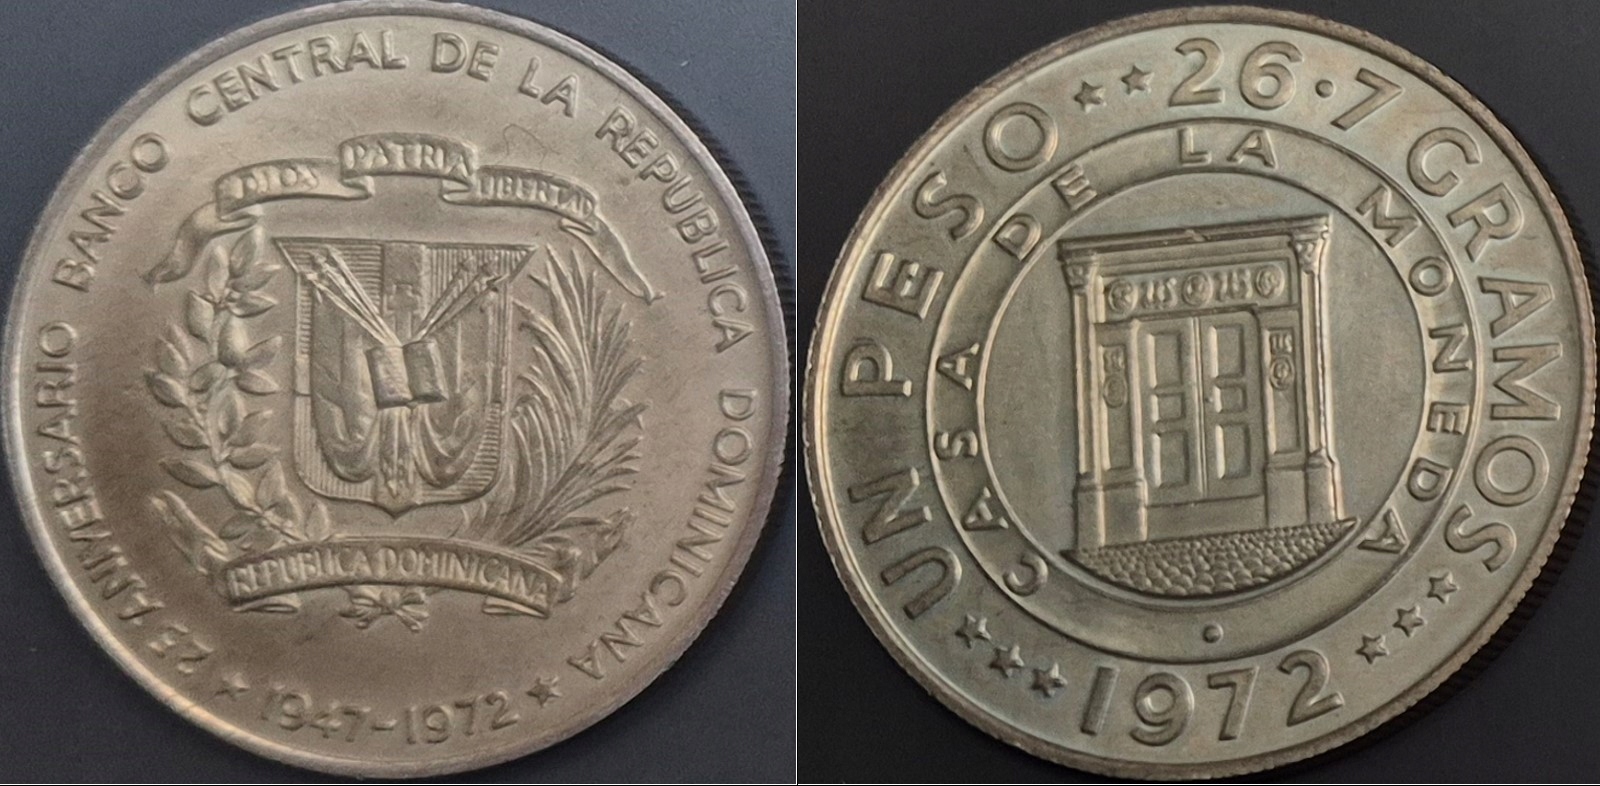 25 ANIVERSARIO BANCO CENTRAL DE LA REPUBLICA DOMINICANA
1947-1972
DIOS PATRIA LIBERTAD
REPUBLICA DOMINICANA
UN PESO 26·7 GRAMOS
1972
CASA DE LA MONEDA